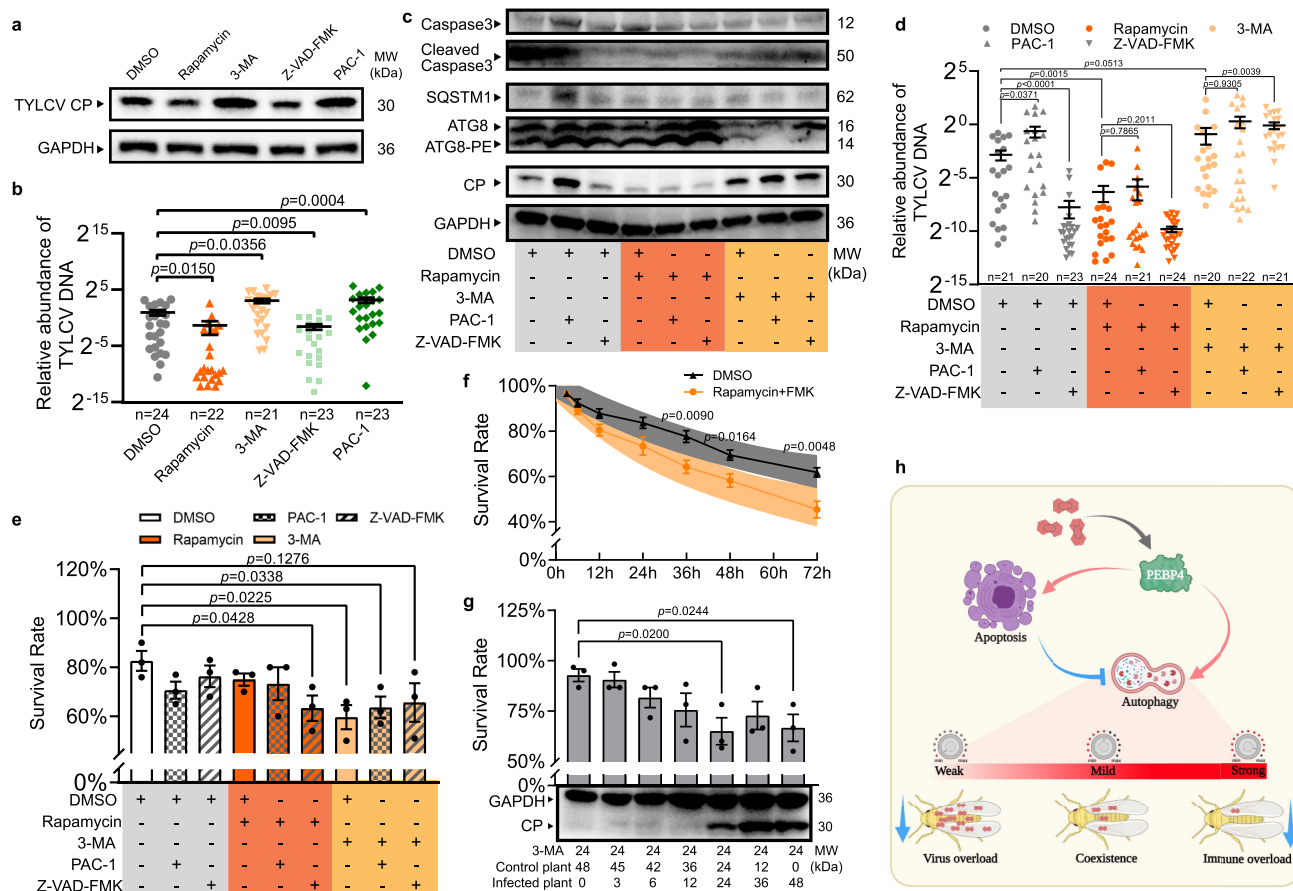 a
DMSO
Rapamycin
3-MA
Z-VAD-FMK
PAC-1
MW
(kDa)
TYLCV CP
30
GAPDH
36
b
p=0.0004
p=0.0095
p=0.0.0356
p=0.0150
Relative abundance of
TYLCV DNA
2^15
2^5
2^-5
2^-15
n=24 n=22 n=21 n=23 n=23
DMSO
Rapamycin
3-MA
Z-VAD-FMK
PAC-1
c
Caspase3 12
Cleaved
Caspase3 50
SQSTM1 62
ATG8 16
ATG8-PE 14
CP 30
GAPDH 36
MW
(kDa)
DMSO + + + + - - + - -
Rapamycin - - - + + + - - -
3-MA - - - - - - + + +
PAC-1 - + - - + - - + -
Z-VAD-FMK - - + - - + - - +
d
DMSO Rapamycin 3-MA
PAC-1 Z-VAD-FMK
p=0.0513
p=0.0015
p<0.0001
p=0.0371
p=0.2011
p=0.7865
p=0.0039
p=0.9305
Relative abundance of
TYLCV DNA
2^5
2^0
2^-5
2^-10
2^-15
n=21 n=20 n=23 n=24 n=21 n=24 n=20 n=22 n=21
DMSO + + + + - - + - -
Rapamycin - - - + + + - - -
3-MA - - - - - - + + +
PAC-1 - + - - + - - + -
Z-VAD-FMK - - + - - + - - +
e
DMSO PAC-1 Z-VAD-FMK
Rapamycin 3-MA
p=0.1276
p=0.0338
p=0.0225
p=0.0428
Survival Rate
120%
80%
60%
0%
DMSO + + + + - - + - -
Rapamycin - - - + + + - - -
3-MA - - - - - - + + +
PAC-1 - + - - + - - + -
Z-VAD-FMK - - + - - + - - +
f
DMSO
Rapamycin+FMK
p=0.0090
p=0.0164
p=0.0048
Survival Rate
100%
80%
60%
40%
0%
0h 12h 24h 36h 48h 60h 72h
g
p=0.0244
p=0.0200
Survival Rate
125%
100%
75%
50%
0%
GAPDH 36
CP 30
3-MA 24 24 24 24 24 24 24 MW
Control plant 48 45 42 36 24 12 0 (kDa)
Infected plant 0 3 6 12 24 36 48
h
PEBP4
Apoptosis
Autophagy
min max
min max
min max
Weak Mild Strong
Virus overload Coexistence Immune overload